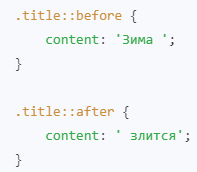 .title::before {
    content: 'Зима ';
}

.title::after {
    content: ' злится';
}